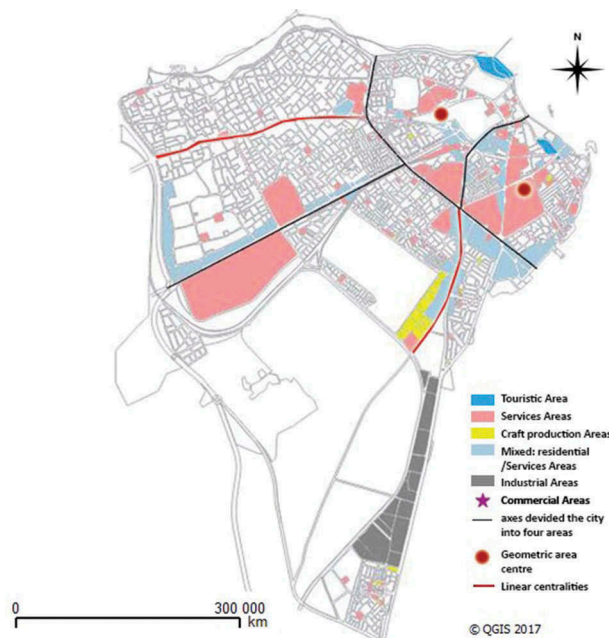 N
Touristic Area
Services Areas
Craft production Areas
Mixed: residential
/Services Areas
Industrial Areas
Commercial Areas
axes devided the city
into four areas
Geometric area
centre
Linear centralities
0 300 000
km
© QGIS 2017